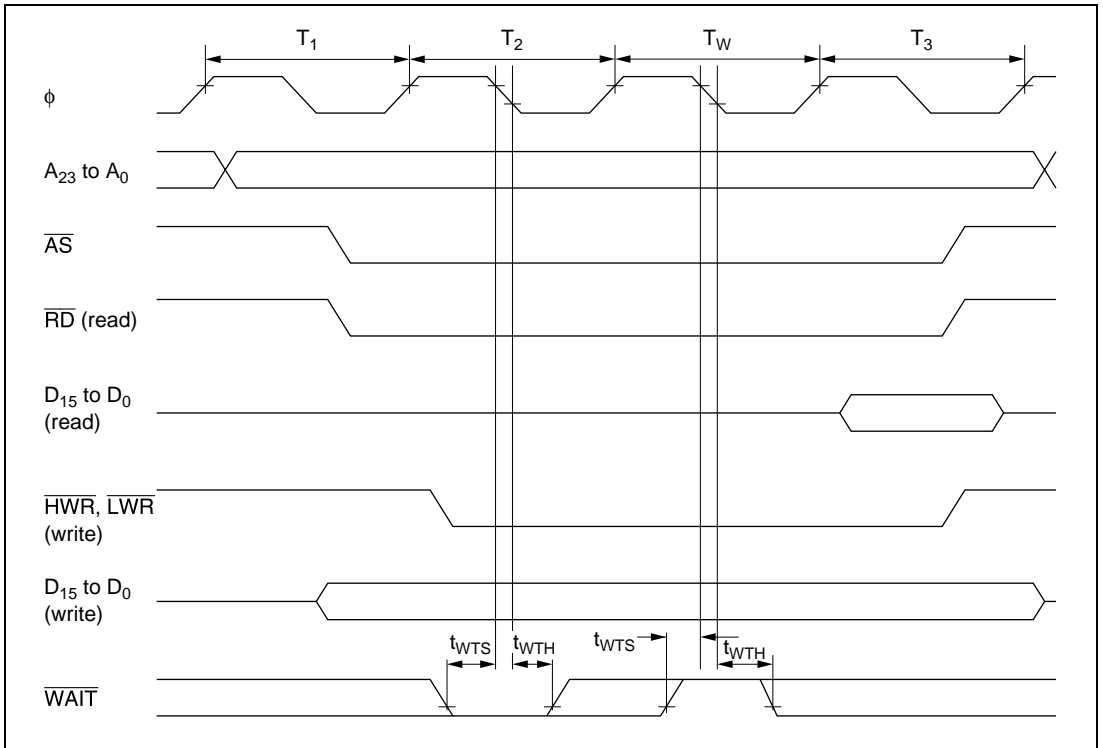 T1 T2 TW T3
ϕ
A23 to A0
AS
RD (read)
D15 to D0
(read)
HWR, LWR
(write)
D15 to D0
(write)
tWTS tWTH tWTS tWTH
WAIT